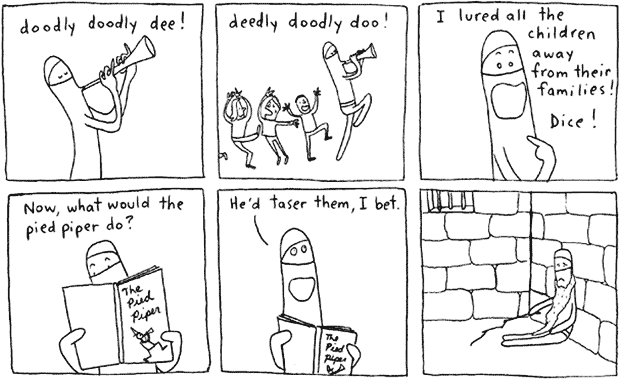 doodly doodly dee!
deedly doodly doo!
I lured all the
children
away
from their
families!
Dice!
Now, what would the
pied piper do?
The
Pied
Piper
He'd taser them, I bet.
The
Pied
Piper